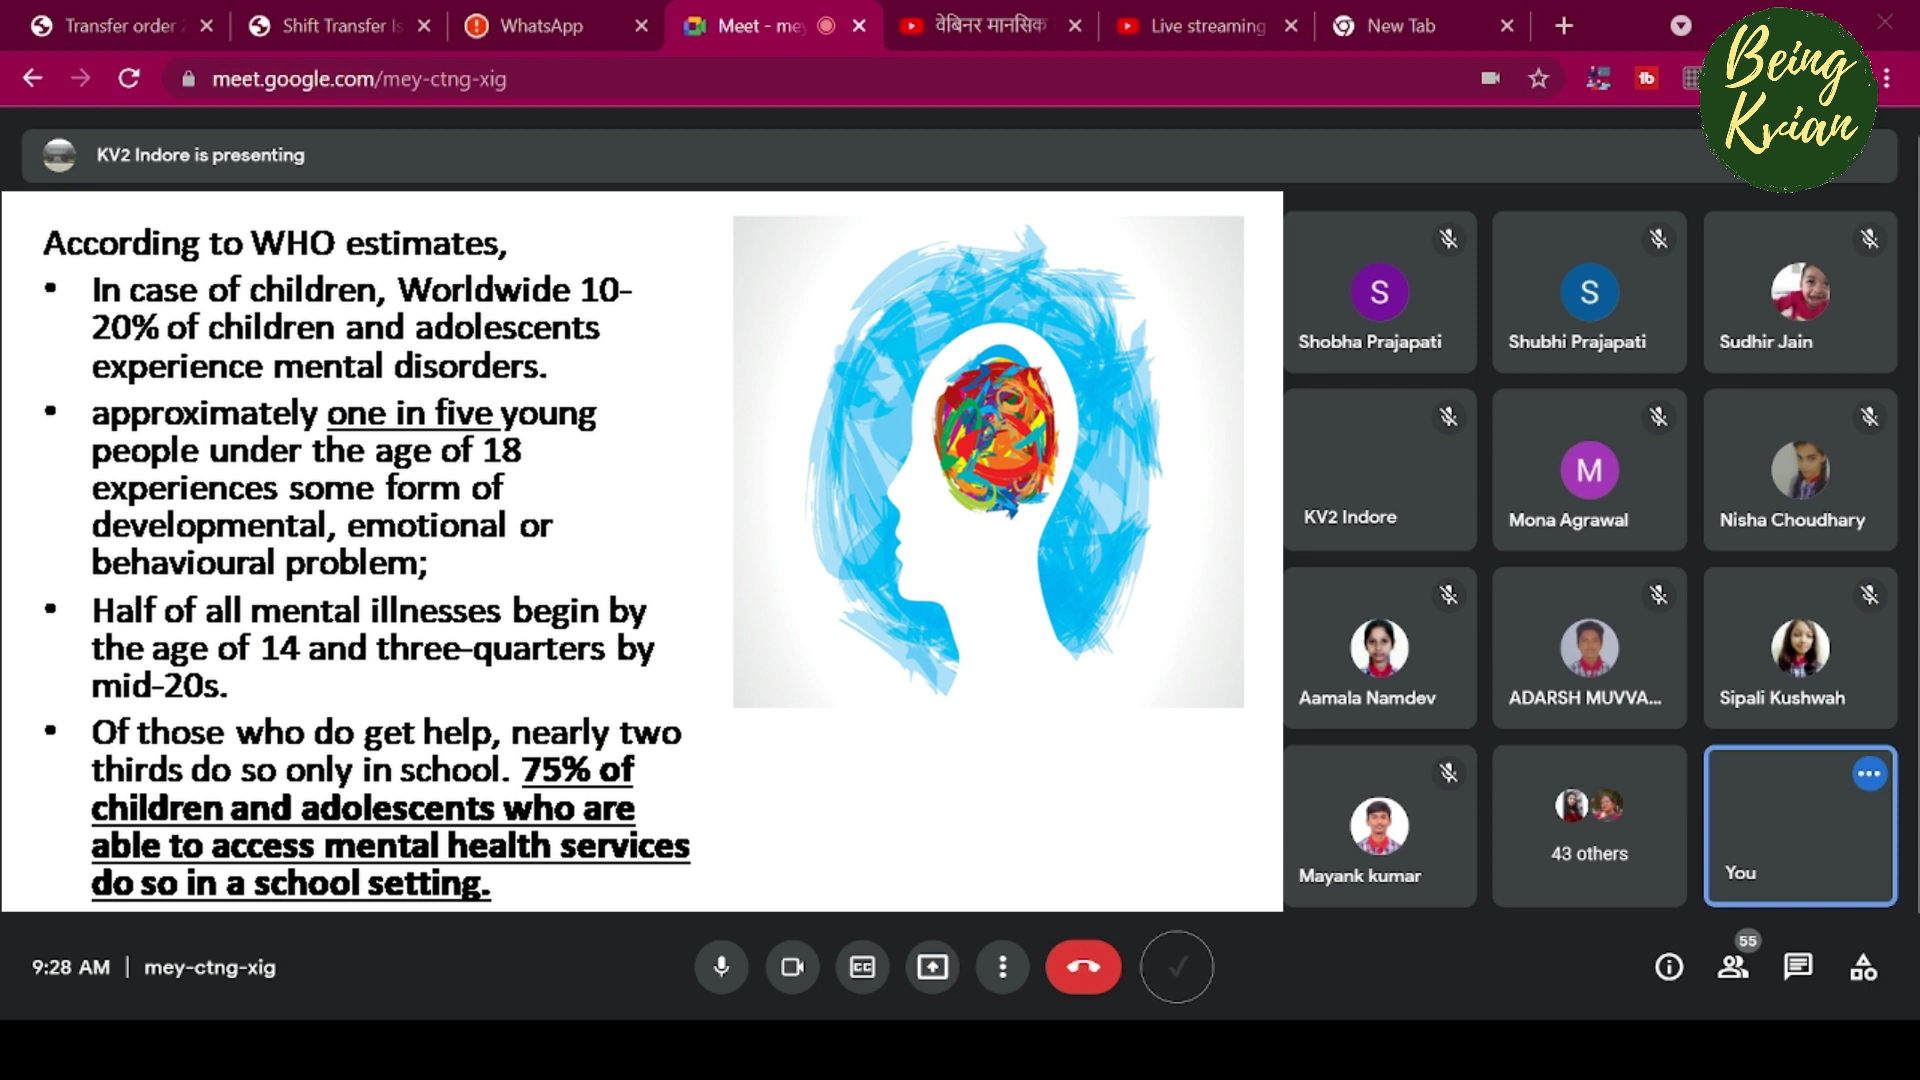 Transfer order
Shift Transfer Is
WhatsApp
Meet - mey
वेबिनर मानसिक
Live streaming
New Tab
meet.google.com/mey-ctng-xig
Being
Kvian
KV2 Indore is presenting
According to WHO estimates,
• In case of children, Worldwide 10-
20% of children and adolescents
experience mental disorders.
• approximately one in five young
people under the age of 18
experiences some form of
developmental, emotional or
behavioural problem;
• Half of all mental illnesses begin by
the age of 14 and three-quarters by
mid-20s.
• Of those who do get help, nearly two
thirds do so only in school. 75% of
children and adolescents who are
able to access mental health services
do so in a school setting.
S
Shobha Prajapati
S
Shubhi Prajapati
Sudhir Jain
KV2 Indore
M
Mona Agrawal
Nisha Choudhary
Aamala Namdev
ADARSH MUVVA...
Sipali Kushwah
Mayank kumar
43 others
You
9:28 AM | mey-ctng-xig
CC
55